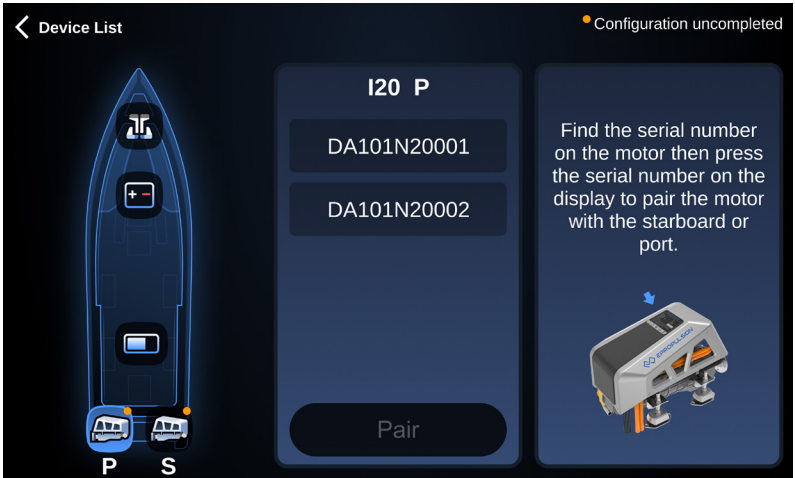 Device List
Configuration uncompleted
I20 P
DA101N20001
DA101N20002
Pair
Find the serial number
on the motor then press
the serial number on the
display to pair the motor
with the starboard or
port.
EPROPULSION
P
S